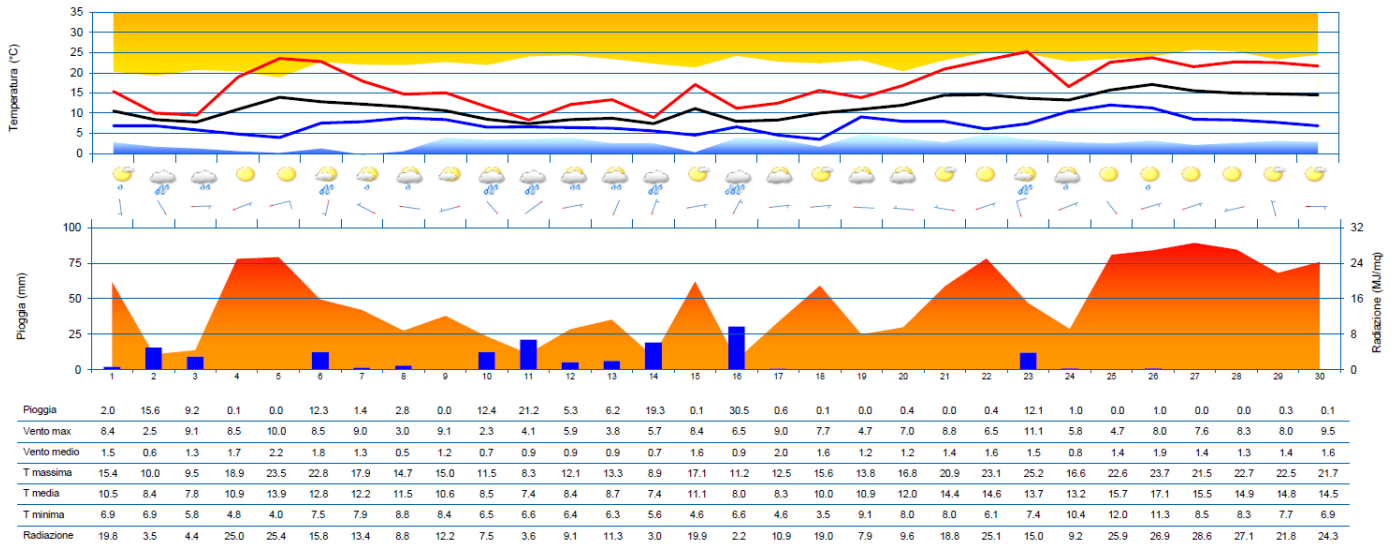 35
30
25
20
15
10
5
0
Temperatura (°C)
100
75
50
25
0
Pioggia (mm)
32
24
16
8
0
Radiazione (MJ/mq)
1 2 3 4 5 6 7 8 9 10 11 12 13 14 15 16 17 18 19 20 21 22 23 24 25 26 27 28 29 30
Pioggia 2.0 15.6 9.2 0.1 0.0 12.3 1.4 2.8 0.0 12.4 21.2 5.3 6.2 19.3 0.1 30.5 0.6 0.1 0.0 0.4 0.0 0.4 12.1 1.0 0.0 1.0 0.0 0.0 0.3 0.1
Vento max 8.4 2.5 9.1 8.5 10.0 8.5 9.0 3.0 9.1 2.3 4.1 5.9 3.8 5.7 8.4 6.5 9.0 7.7 4.7 7.0 8.8 6.5 11.1 5.8 4.7 8.0 7.6 8.3 8.0 9.5
Vento medio 1.5 0.6 1.3 1.7 2.2 1.8 1.3 0.5 1.2 0.7 0.9 0.9 0.9 0.7 1.6 0.9 2.0 1.6 1.2 1.2 1.4 1.6 1.5 0.8 1.4 1.9 1.4 1.3 1.4 1.6
T massima 15.4 10.0 9.5 18.9 23.5 22.8 17.9 14.7 15.0 11.5 8.3 12.1 13.3 8.9 17.1 11.2 12.5 15.6 13.8 16.8 20.9 23.1 25.2 16.6 22.6 23.7 21.5 22.7 22.5 21.7
T media 10.5 8.4 7.8 10.9 13.9 12.8 12.2 11.5 10.6 8.5 7.4 8.4 8.7 7.4 11.1 8.0 8.3 10.0 10.9 12.0 14.4 14.6 13.7 13.2 15.7 17.1 15.5 14.9 14.8 14.5
T minima 6.9 6.9 5.8 4.8 4.0 7.5 7.9 8.8 8.4 6.5 6.6 6.4 6.3 5.6 4.6 6.6 4.6 3.5 9.1 8.0 8.0 6.1 7.4 10.4 12.0 11.3 8.5 8.3 7.7 6.9
Radiazione 19.8 3.5 4.4 25.0 25.4 15.8 13.4 8.8 12.2 7.5 3.6 9.1 11.3 3.0 19.9 2.2 10.9 19.0 7.9 9.6 18.8 25.1 15.0 9.2 25.9 26.9 28.6 27.1 21.8 24.3